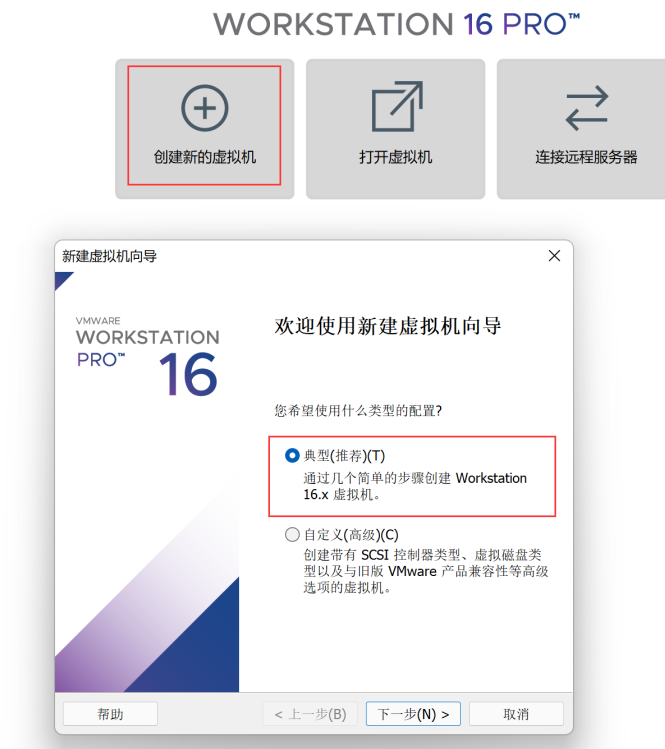 WORKSTATION 16 PRO™
创建新的虚拟机
打开虚拟机
连接远程服务器
新建虚拟机向导
VMWARE
WORKSTATION
PRO™ 16
欢迎使用新建虚拟机向导
您希望使用什么类型的配置?
典型(推荐)(T)
通过几个简单的步骤创建 Workstation
16.x 虚拟机。
自定义(高级)(C)
创建带有 SCSI 控制器类型、虚拟磁盘类
型以及与旧版 VMware 产品兼容性等高级
选项的虚拟机。
帮助
< 上一步(B)
下一步(N) >
取消